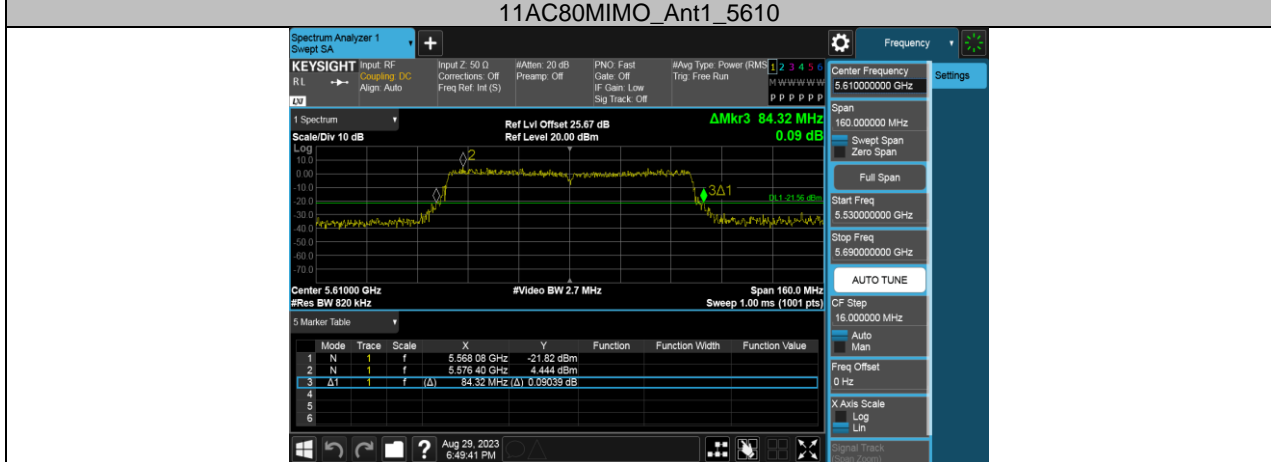 11AC80MIMO_Ant1_5610
Spectrum Analyzer 1
Swept SA
+
Frequency
KEYSIGHT Input: RF Input Z: 50 Ω #Atten: 20 dB PNO: Fast #Avg Type: Power (RMS 1 2 3 4 5 6
RL Coupling: DC Corrections: Off Preamp: Off Gate: Off Trig: Free Run M W W W W W
Align: Auto Freq Ref: Int (S) IF Gain: Low P P P P P P
LXI Sig Track: Off
Center Frequency
5.610000000 GHz
Settings
Span
160.000000 MHz
Swept Span
Zero Span
Full Span
Start Freq
5.530000000 GHz
Stop Freq
5.690000000 GHz
AUTO TUNE
CF Step
16.000000 MHz
Auto
Man
Freq Offset
0 Hz
X Axis Scale
Log
Lin
Signal Track
(Span Zoom)
1 Spectrum
Ref Lvl Offset 25.67 dB ΔMkr3 84.32 MHz
Scale/Div 10 dB Ref Level 20.00 dBm 0.09 dB
Log
10.0
0.00
-10.0
-20.0
-30.0
-40.0
-50.0
-60.0
-70.0
2
3Δ1
DL1 -21.56 dBm
Center 5.61000 GHz #Video BW 2.7 MHz Span 160.0 MHz
#Res BW 820 kHz Sweep 1.00 ms (1001 pts)
5 Marker Table
Mode Trace Scale X Y Function Function Width Function Value
1 N 1 f 5.568 08 GHz -21.82 dBm
2 N 1 f 5.576 40 GHz 4.444 dBm
3 Δ1 1 f (Δ) 84.32 MHz (Δ) 0.09039 dB
4
5
6
? Aug 29, 2023
6:49:41 PM